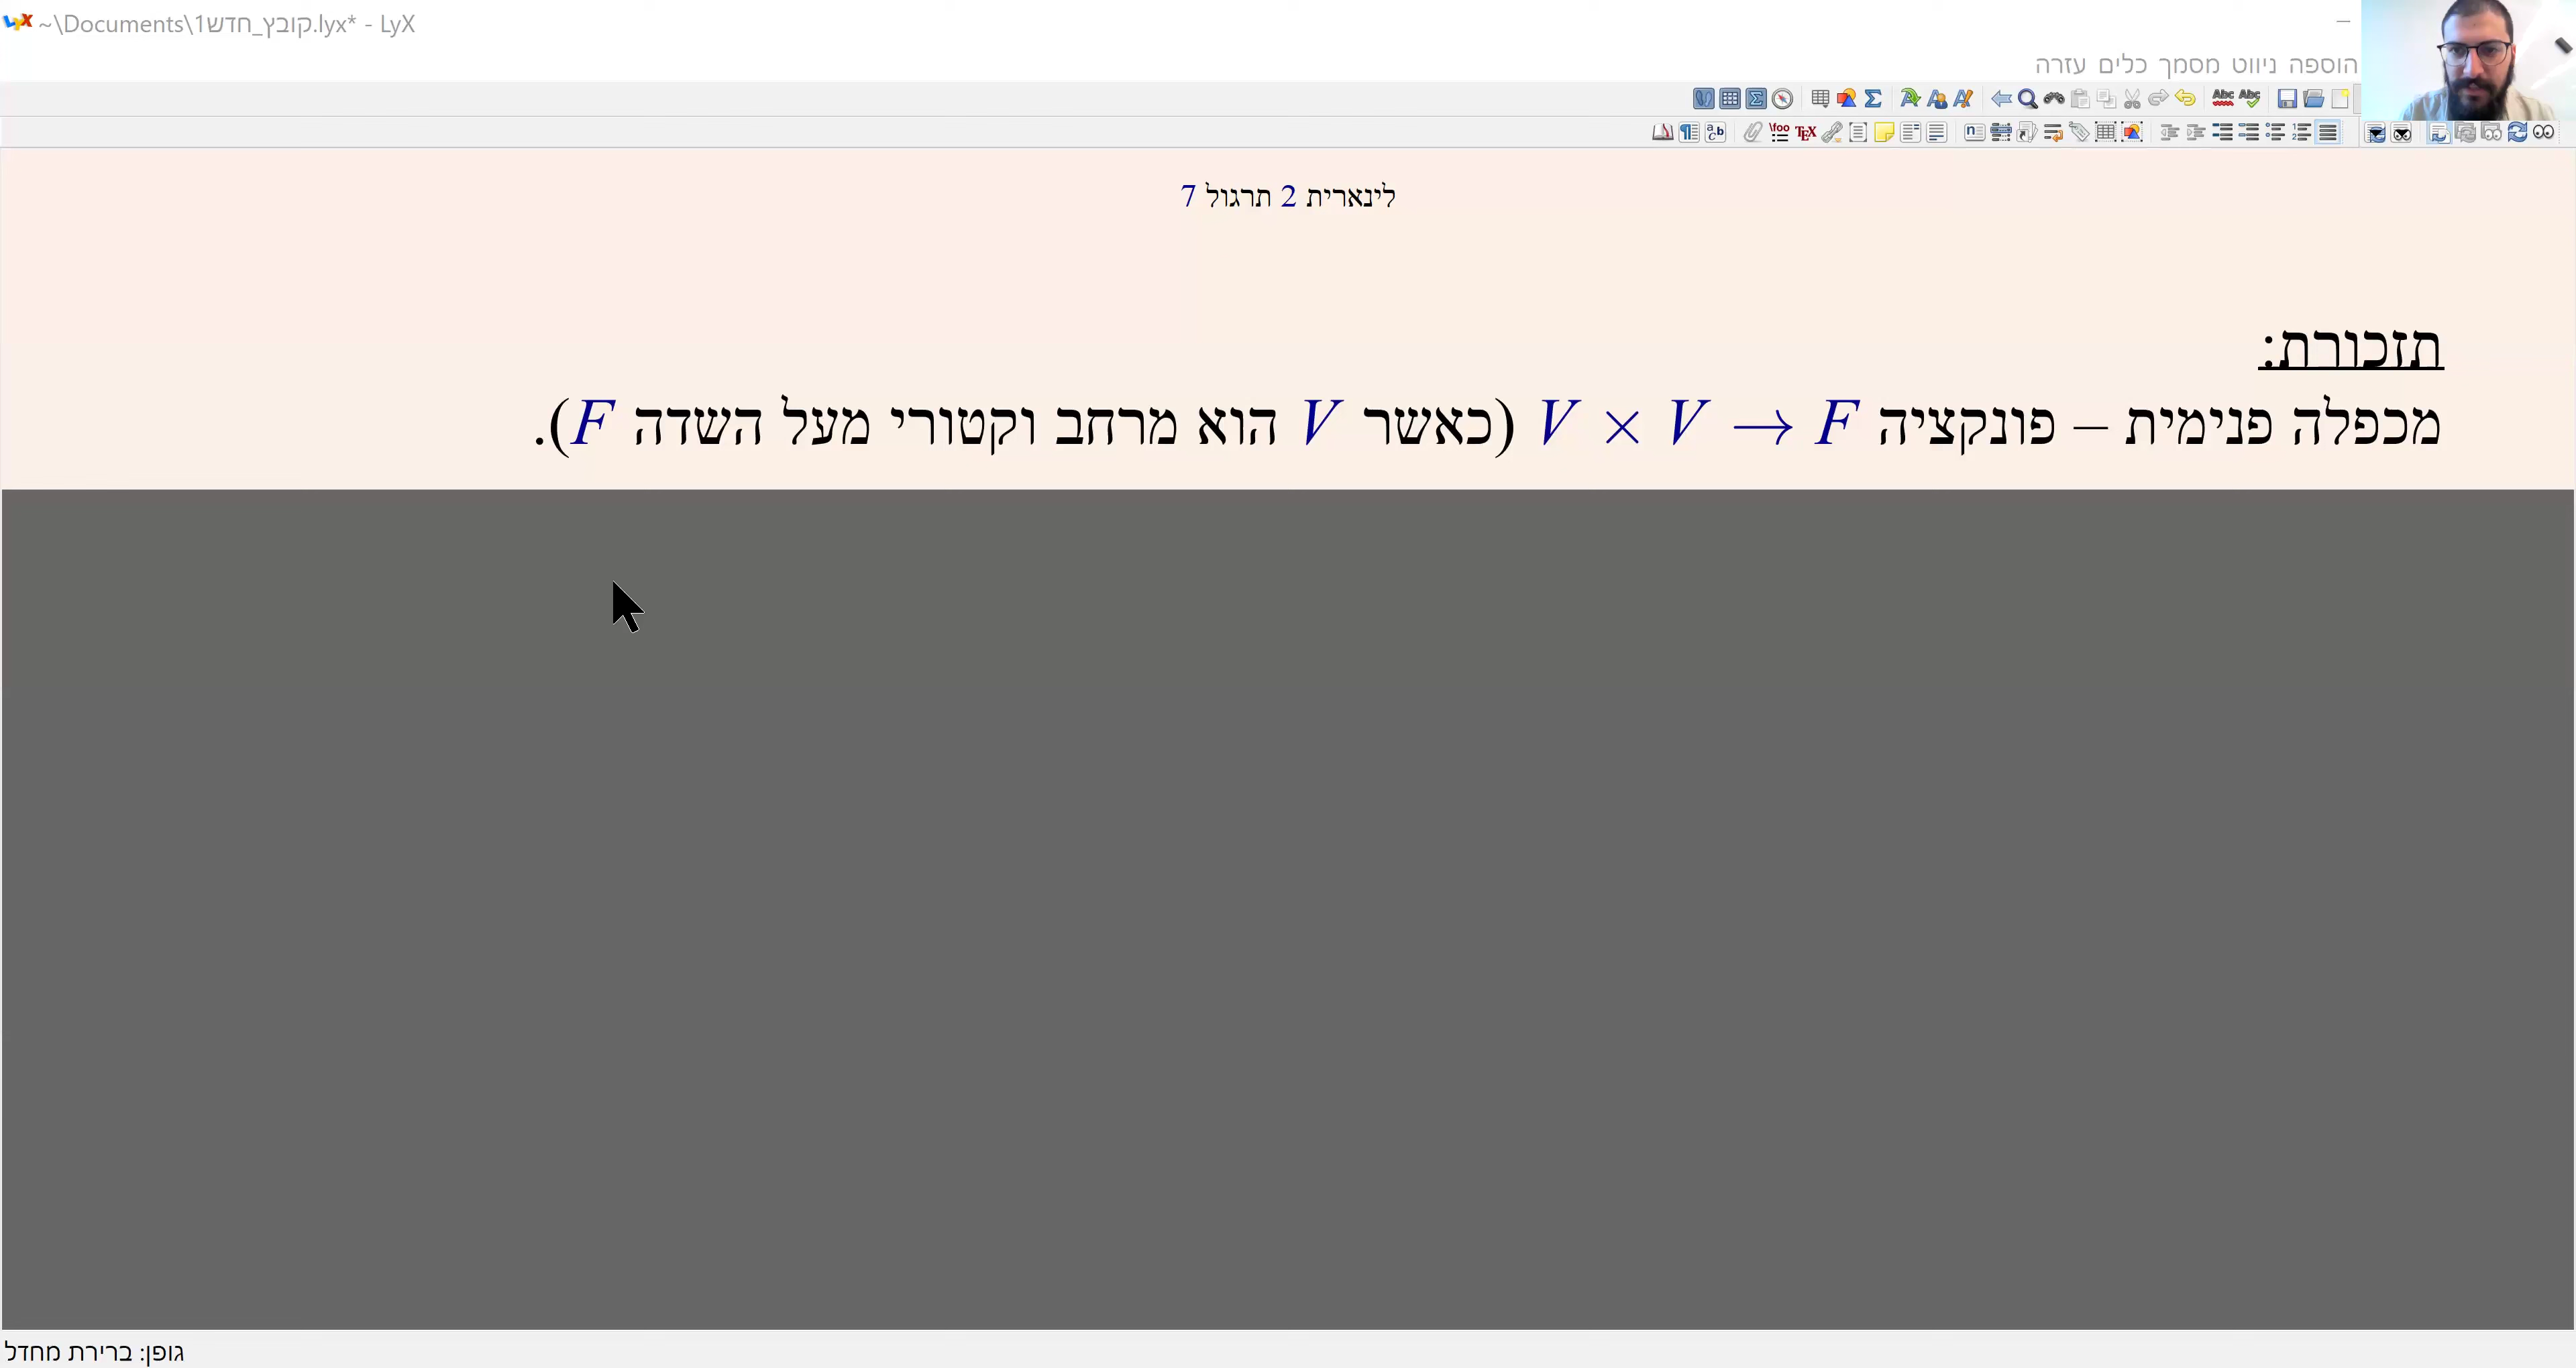 ~\Documents\קובץ_חדש1.lyx* - LyX
הוספה ניווט מסמך כלים עזרה
לינארית 2 תרגול 7
תזכורת:
מכפלה פנימית – פונקציה V × V → F (כאשר V הוא מרחב וקטורי מעל השדה F).
גופן: ברירת מחדל